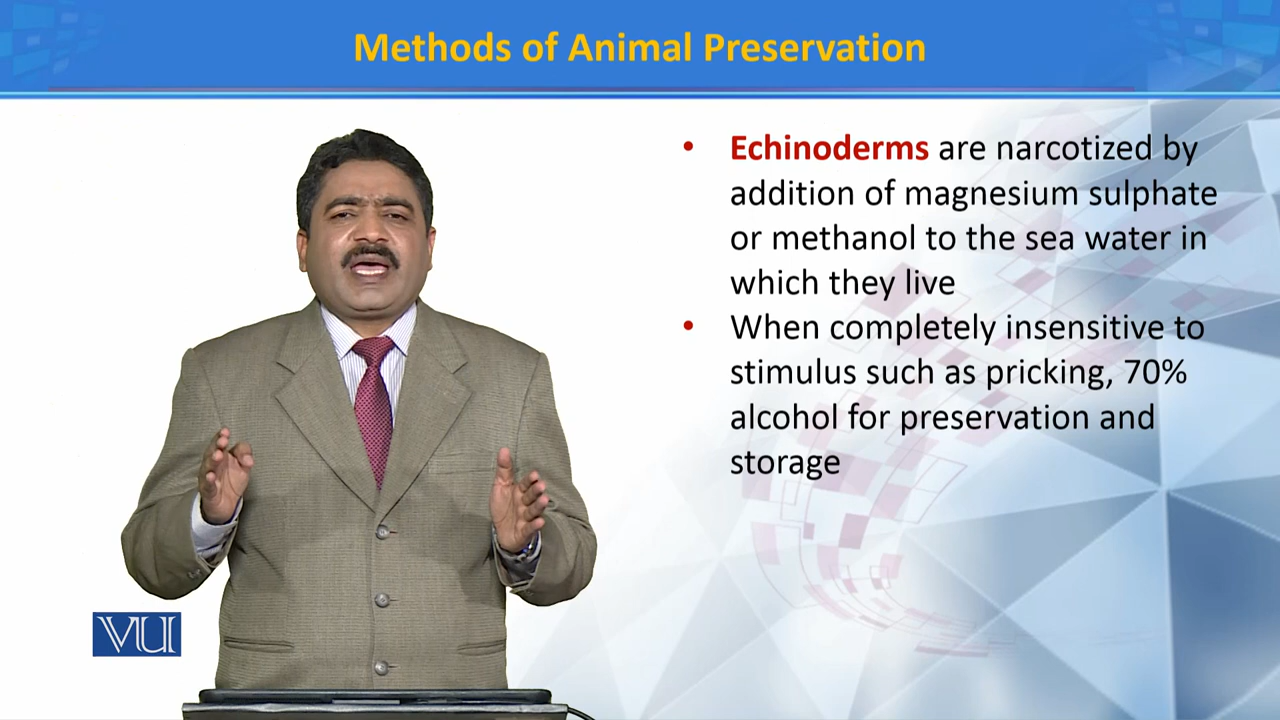 Methods of Animal Preservation
• Echinoderms are narcotized by
addition of magnesium sulphate
or methanol to the sea water in
which they live
• When completely insensitive to
stimulus such as pricking, 70%
alcohol for preservation and
storage
VU